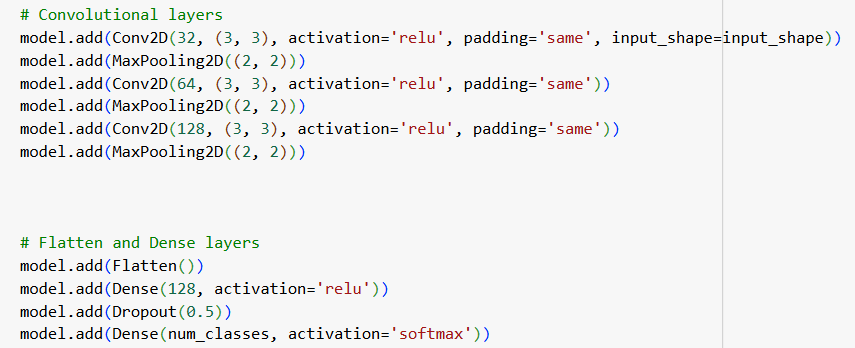 # Convolutional layers
model.add(Conv2D(32, (3, 3), activation='relu', padding='same', input_shape=input_shape))
model.add(MaxPooling2D((2, 2)))
model.add(Conv2D(64, (3, 3), activation='relu', padding='same'))
model.add(MaxPooling2D((2, 2)))
model.add(Conv2D(128, (3, 3), activation='relu', padding='same'))
model.add(MaxPooling2D((2, 2)))
# Flatten and Dense layers
model.add(Flatten())
model.add(Dense(128, activation='relu'))
model.add(Dropout(0.5))
model.add(Dense(num_classes, activation='softmax'))